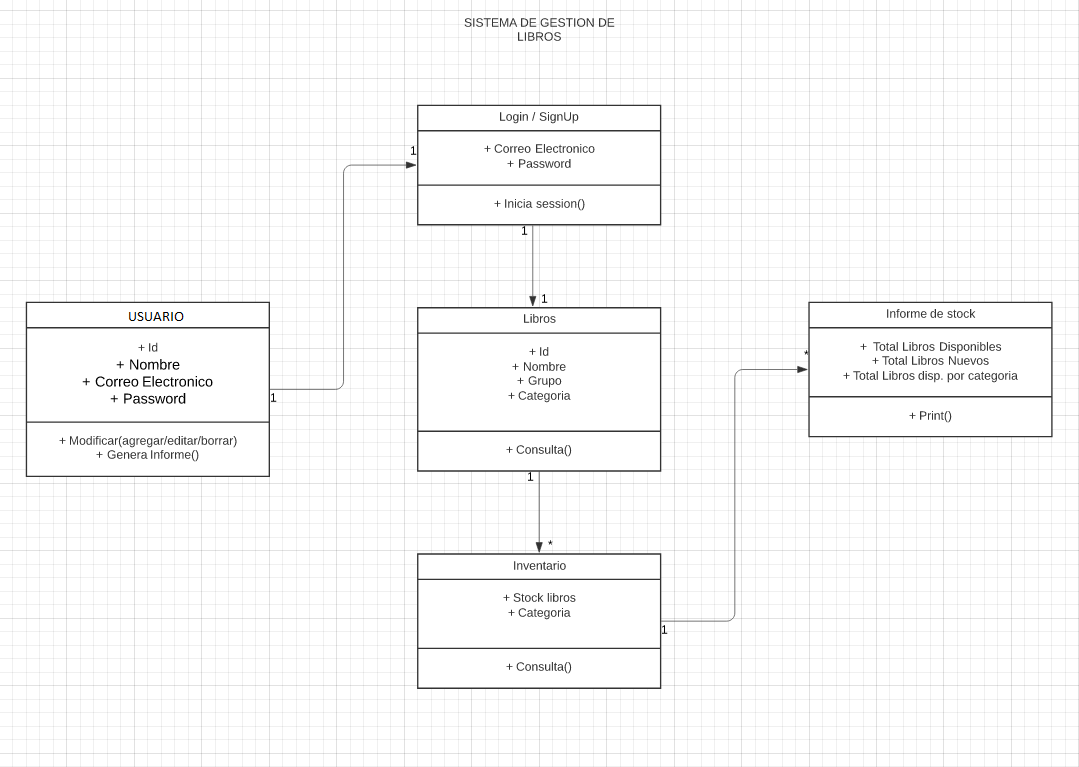 SISTEMA DE GESTION DE
LIBROS
Login / SignUp
+ Correo Electronico
+ Password
+ Inicia session()
1
1
1
USUARIO
+ Id
+ Nombre
+ Correo Electronico
+ Password
+ Modificar(agregar/editar/borrar)
+ Genera Informe()
1
Libros
+ Id
+ Nombre
+ Grupo
+ Categoria
+ Consulta()
1
*
Inventario
+ Stock libros
+ Categoria
+ Consulta()
1
*
Informe de stock
+ Total Libros Disponibles
+ Total Libros Nuevos
+ Total Libros disp. por categoria
+ Print()